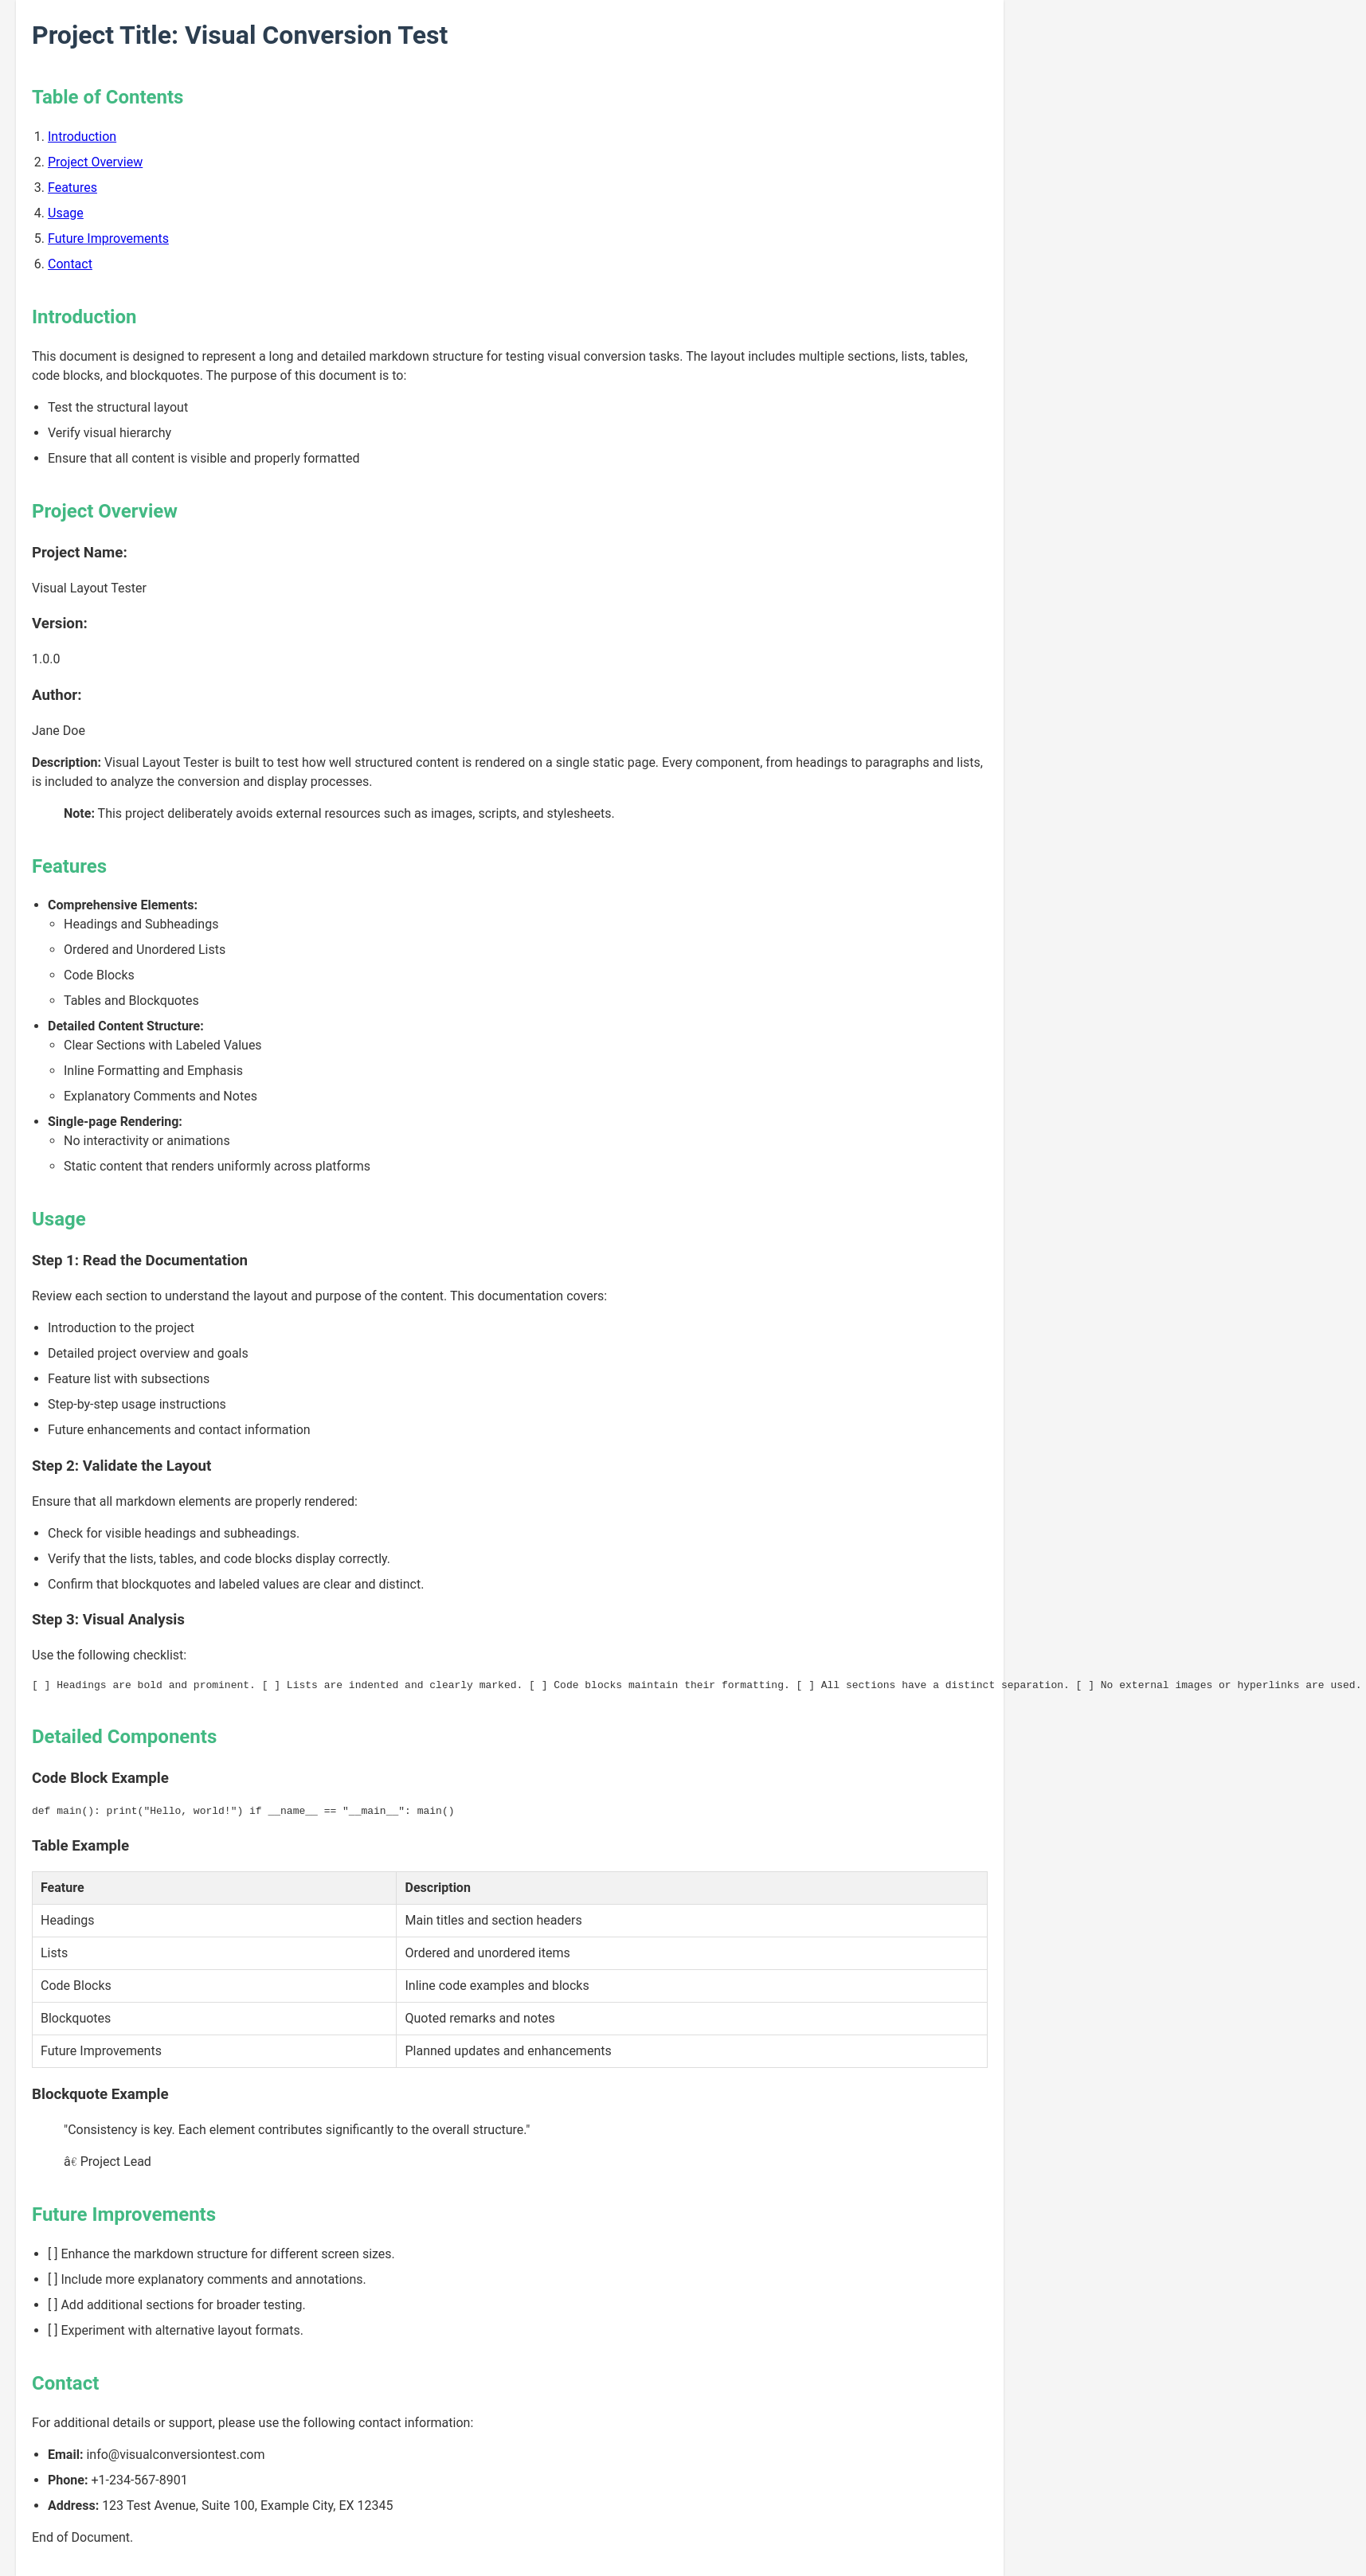 Project Title: Visual Conversion Test
Table of Contents
1. Introduction
2. Project Overview
3. Features
4. Usage
5. Future Improvements
6. Contact
Introduction
This document is designed to represent a long and detailed markdown structure for testing visual conversion tasks. The layout includes multiple sections, lists, tables,
code blocks, and blockquotes. The purpose of this document is to:
• Test the structural layout
• Verify visual hierarchy
• Ensure that all content is visible and properly formatted
Project Overview
Project Name:
Visual Layout Tester
Version:
1.0.0
Author:
Jane Doe
Description: Visual Layout Tester is built to test how well structured content is rendered on a single static page. Every component, from headings to paragraphs and lists,
is included to analyze the conversion and display processes.
Note: This project deliberately avoids external resources such as images, scripts, and stylesheets.
Features
• Comprehensive Elements:
◦ Headings and Subheadings
◦ Ordered and Unordered Lists
◦ Code Blocks
◦ Tables and Blockquotes
• Detailed Content Structure:
◦ Clear Sections with Labeled Values
◦ Inline Formatting and Emphasis
◦ Explanatory Comments and Notes
• Single-page Rendering:
◦ No interactivity or animations
◦ Static content that renders uniformly across platforms
Usage
Step 1: Read the Documentation
Review each section to understand the layout and purpose of the content. This documentation covers:
• Introduction to the project
• Detailed project overview and goals
• Feature list with subsections
• Step-by-step usage instructions
• Future enhancements and contact information
Step 2: Validate the Layout
Ensure that all markdown elements are properly rendered:
• Check for visible headings and subheadings.
• Verify that the lists, tables, and code blocks display correctly.
• Confirm that blockquotes and labeled values are clear and distinct.
Step 3: Visual Analysis
Use the following checklist:
[ ] Headings are bold and prominent. [ ] Lists are indented and clearly marked. [ ] Code blocks maintain their formatting. [ ] All sections have a distinct separation. [ ] No external images or hyperlinks are used.
Detailed Components
Code Block Example
def main(): print("Hello, world!") if __name__ == "__main__": main()
Table Example
Feature Description
Headings Main titles and section headers
Lists Ordered and unordered items
Code Blocks Inline code examples and blocks
Blockquotes Quoted remarks and notes
Future Improvements Planned updates and enhancements
Blockquote Example
"Consistency is key. Each element contributes significantly to the overall structure."
â€ Project Lead
Future Improvements
• [ ] Enhance the markdown structure for different screen sizes.
• [ ] Include more explanatory comments and annotations.
• [ ] Add additional sections for broader testing.
• [ ] Experiment with alternative layout formats.
Contact
For additional details or support, please use the following contact information:
• Email: info@visualconversiontest.com
• Phone: +1-234-567-8901
• Address: 123 Test Avenue, Suite 100, Example City, EX 12345
End of Document.